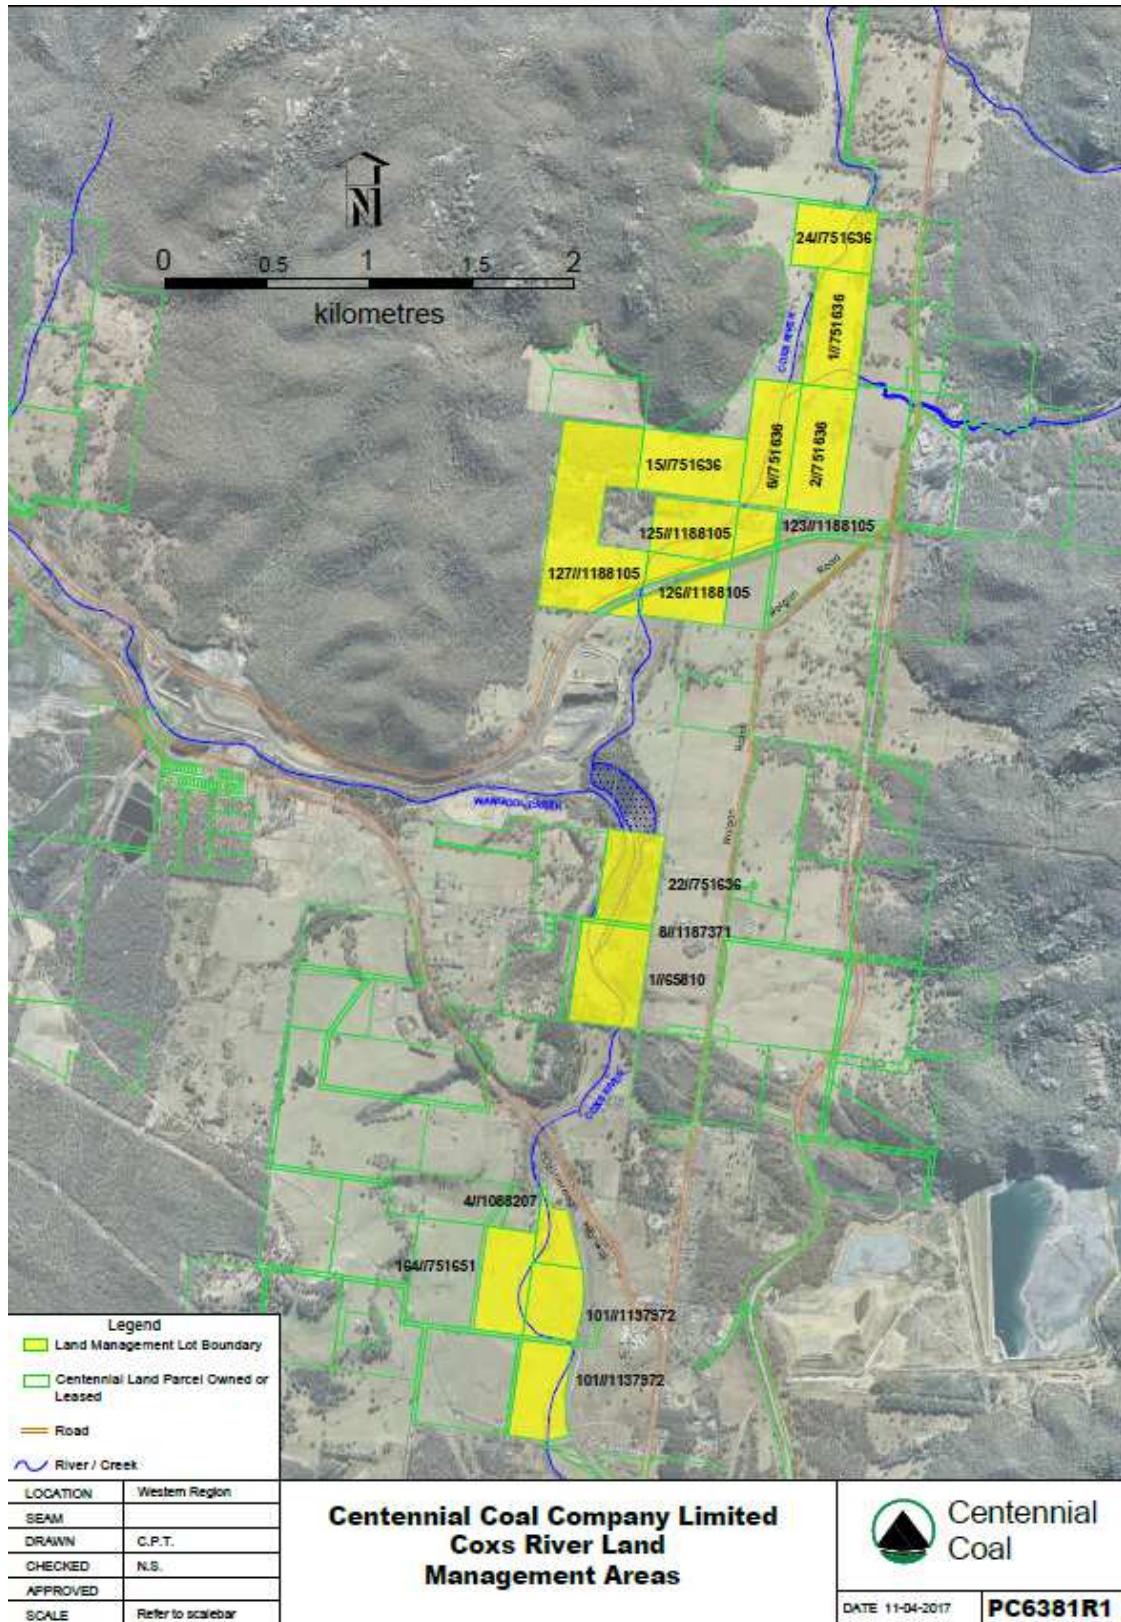 N
0 0.5 1 1.5 2
kilometres
24//751636
COXS RIVER
1//751636
15//751636
6//751636
2//751636
125//1188105
123//1188105
127//1188105
126//1188105
Wolgan Road
Road
Wolgan
22//751636
8//1187371
1//65810
COXS RIVER
4//1088207
164//751651
101//1137972
101//1137972
Legend
Land Management Lot Boundary
Centennial Land Parcel Owned or
Leased
Road
River / Creek
LOCATION Western Region
SEAM
DRAWN C.P.T.
CHECKED N.S.
APPROVED
SCALE Refer to scalebar
Centennial Coal Company Limited
Coxs River Land
Management Areas
Centennial
Coal
DATE 11-04-2017 PC6381R1